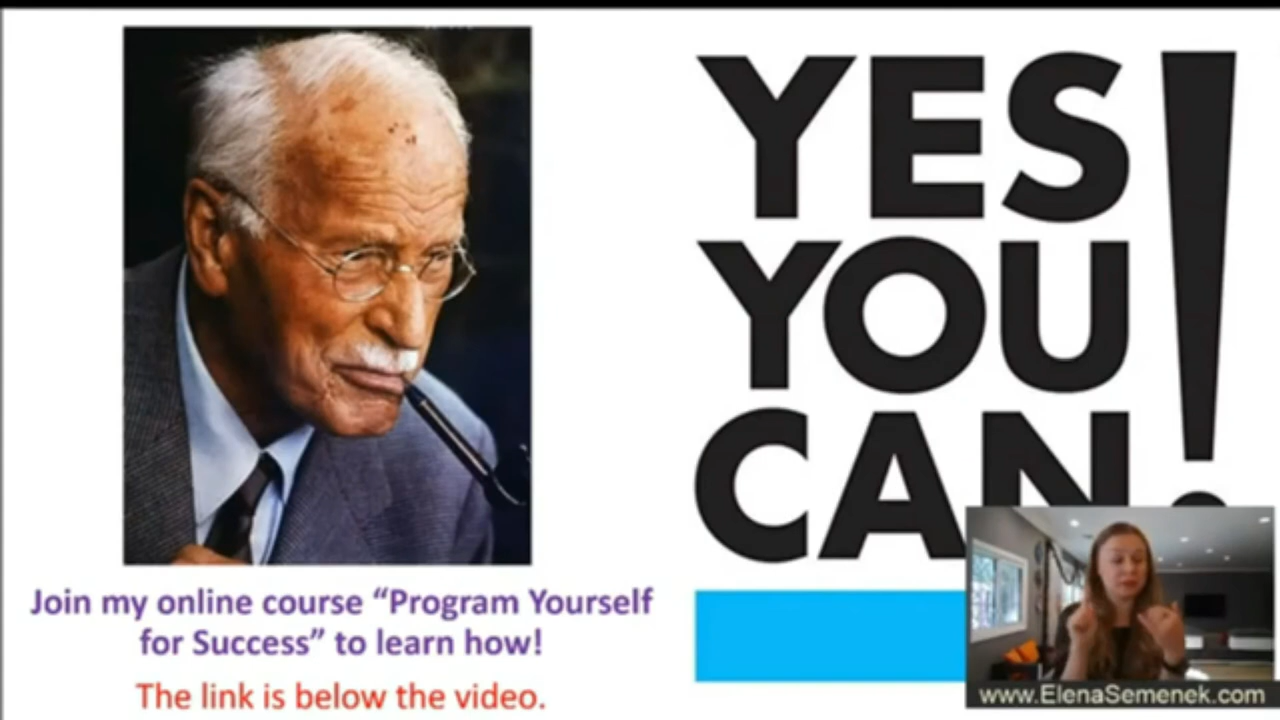 YES
YOU
CAN!
Join my online course “Program Yourself
for Success” to learn how!
The link is below the video.
www.ElenaSemenek.com